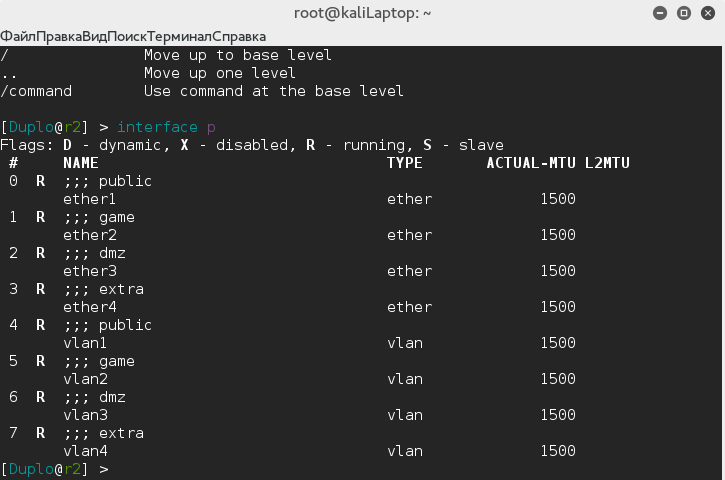 root@kaliLaptop: ~
ФайлПравкаВидПоискТерминалСправка
/               Move up to base level
..              Move up one level
/command        Use command at the base level
[Duplo@r2] > interface p
Flags: D - dynamic, X - disabled, R - running, S - slave
 #     NAME                                TYPE       ACTUAL-MTU L2MTU
 0  R  ;;; public
       ether1                              ether            1500
 1  R  ;;; game
       ether2                              ether            1500
 2  R  ;;; dmz
       ether3                              ether            1500
 3  R  ;;; extra
       ether4                              ether            1500
 4  R  ;;; public
       vlan1                               vlan             1500
 5  R  ;;; game
       vlan2                               vlan             1500
 6  R  ;;; dmz
       vlan3                               vlan             1500
 7  R  ;;; extra
       vlan4                               vlan             1500
[Duplo@r2] >